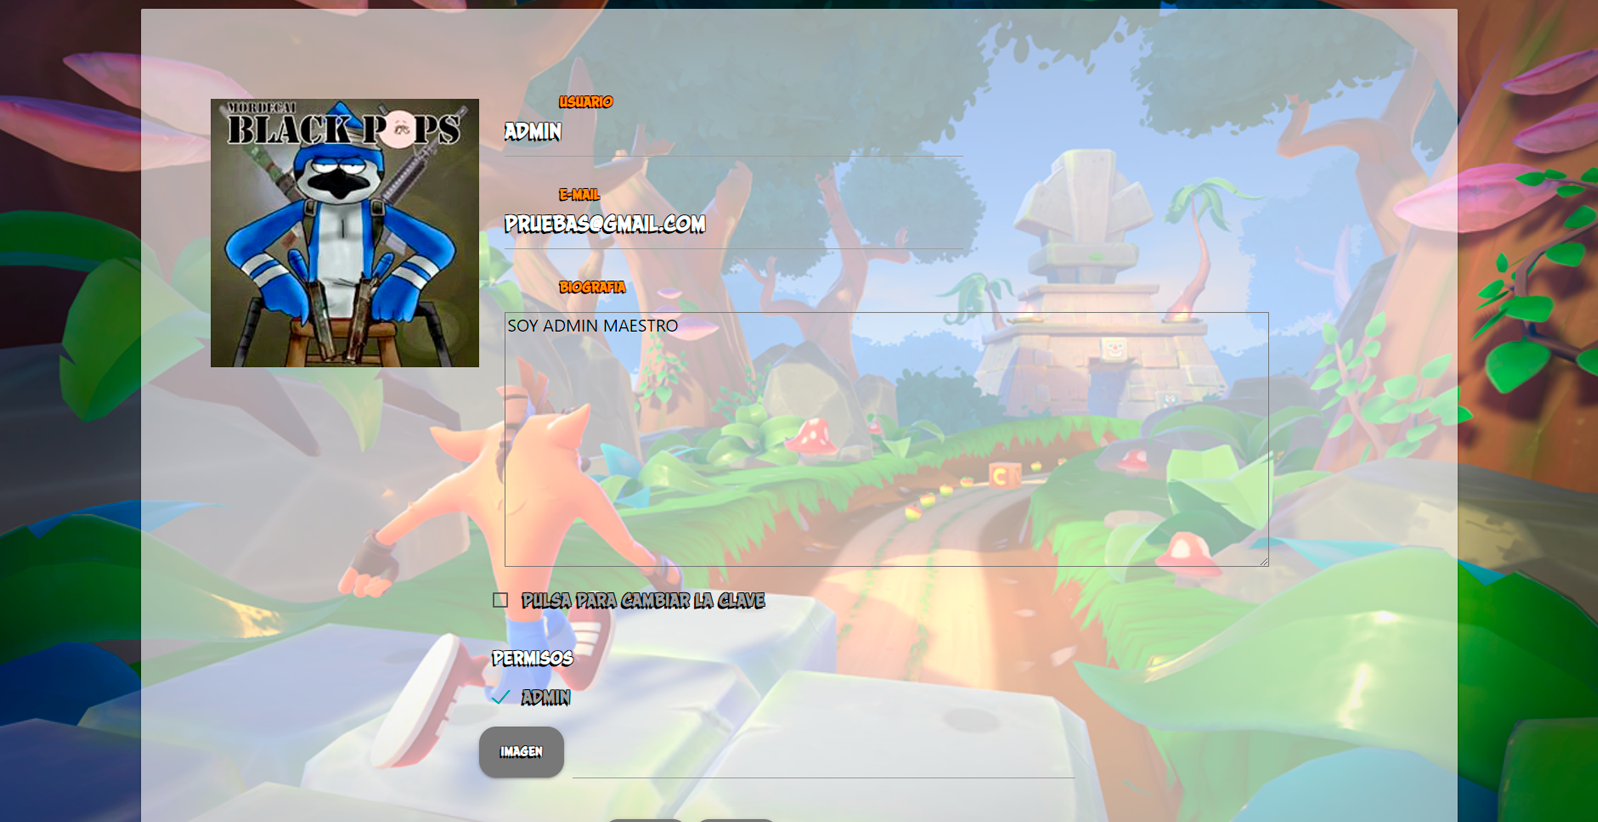 MORDECAI
BLACK POPS
USUARIO
ADMIN
E-MAIL
PRUEBAS@GMAIL.COM
BIOGRAFIA
SOY ADMIN MAESTRO
C
PULSA PARA CAMBIAR LA CLAVE
PERMISOS
ADMIN
IMAGEN